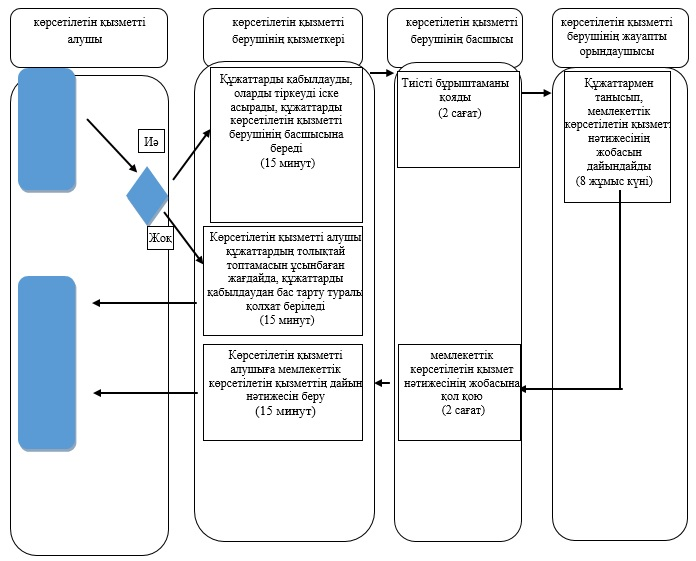 көрсетілетін қызметті
алушы
көрсетілетін қызметті
берушінің қызметкері
көрсетілетін қызметті
берушінің басшысы
көрсетілетін қызметті
берушінің жауапты
орындаушысы
Құжаттарды қабылдауды,
оларды тіркеуді іске
асырады, құжаттарды
көрсетілетін қызметті
берушінің басшысына
береді
(15 минут)
Тиісті бұрыштаманы
қояды
(2 сағат)
Құжаттармен
танысып,
мемлекеттік
көрсетілетін қызмет
нәтижесінің
жобасын
дайындайды
(8 жұмыс күні)
Иә
Жоқ
Көрсетілетін қызметті алушы
құжаттардың толықтай
топтамасын ұсынбаған
жағдайда, құжаттарды
қабылдаудан бас тарту туралы
қолхат беріледі
(15 минут)
Көрсетілетін қызметті
алушыға мемлекеттік
көрсетілетін қызметтің дайын
нәтижесін беру
(15 минут)
мемлекеттік
көрсетілетін қызмет
нәтижесінің жобасына
қол қою
(2 сағат)